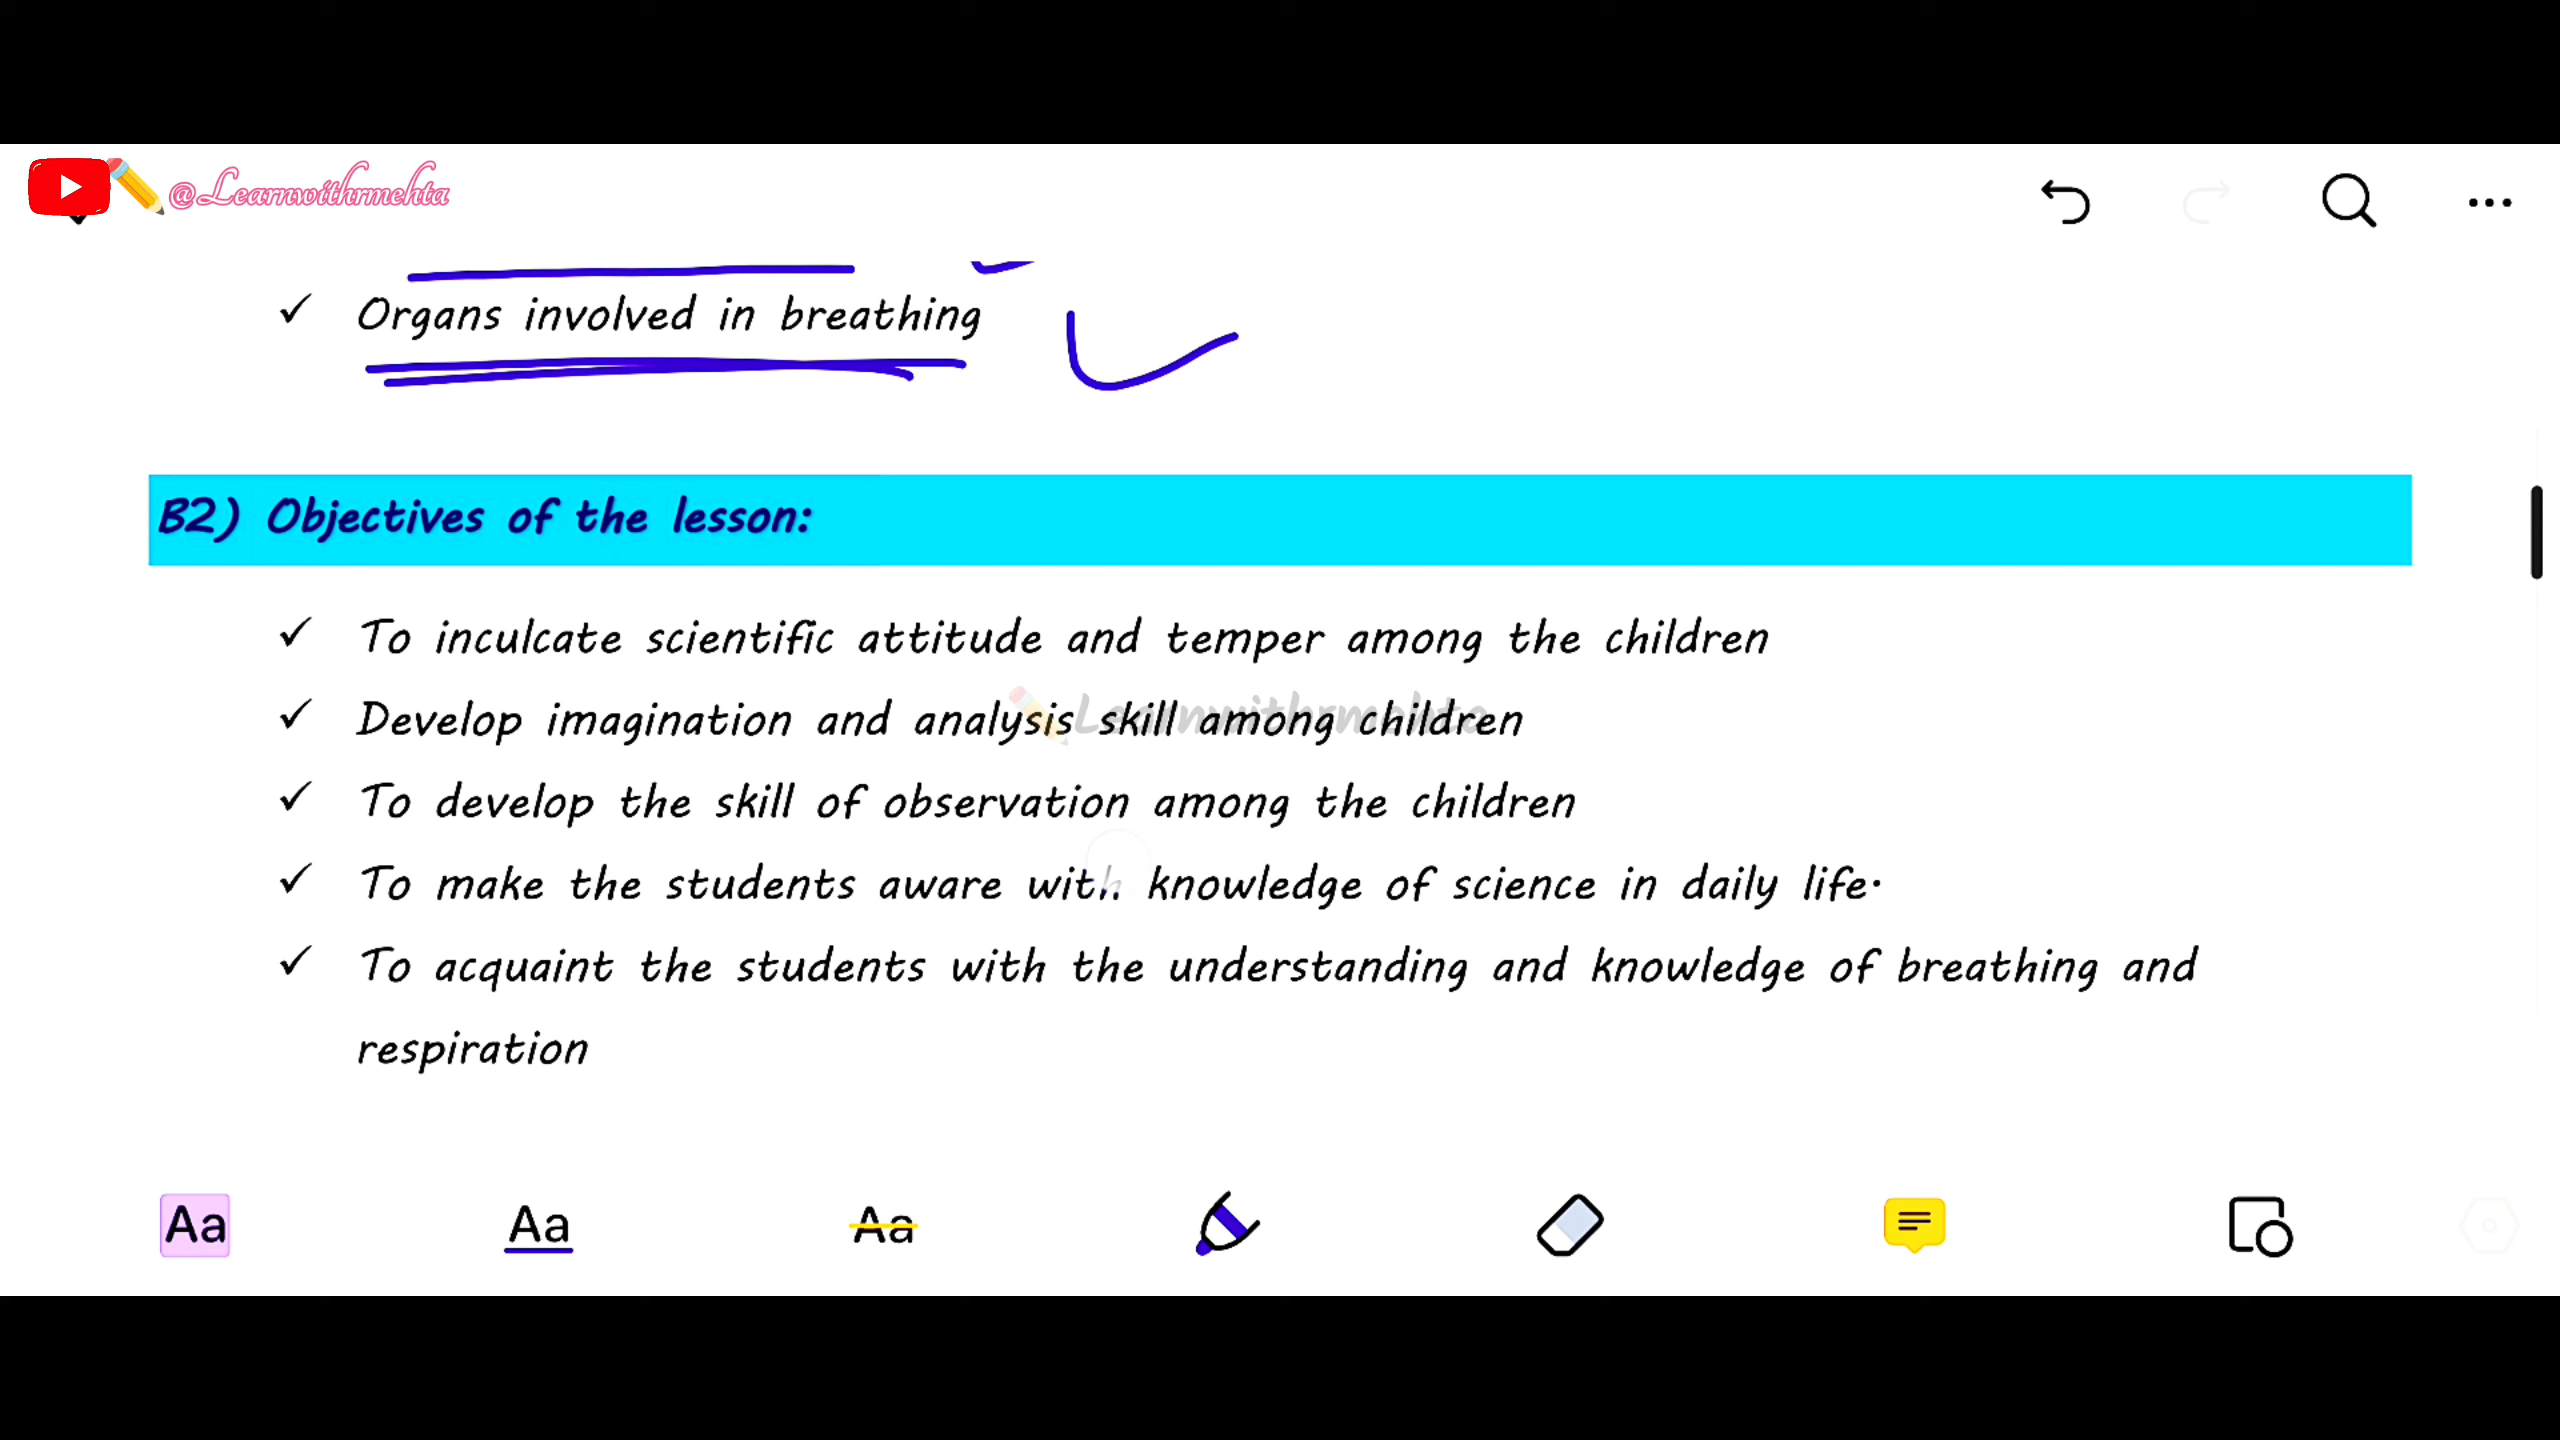 @Learnwithrmehta
✓ Organs involved in breathing
B2) Objectives of the lesson:
✓ To inculcate scientific attitude and temper among the children
✓ Develop imagination and analysis skill among children
Learnwithrmehta
✓ To develop the skill of observation among the children
✓ To make the students aware with knowledge of science in daily life.
✓ To acquaint the students with the understanding and knowledge of breathing and
respiration
Aa Aa Aa